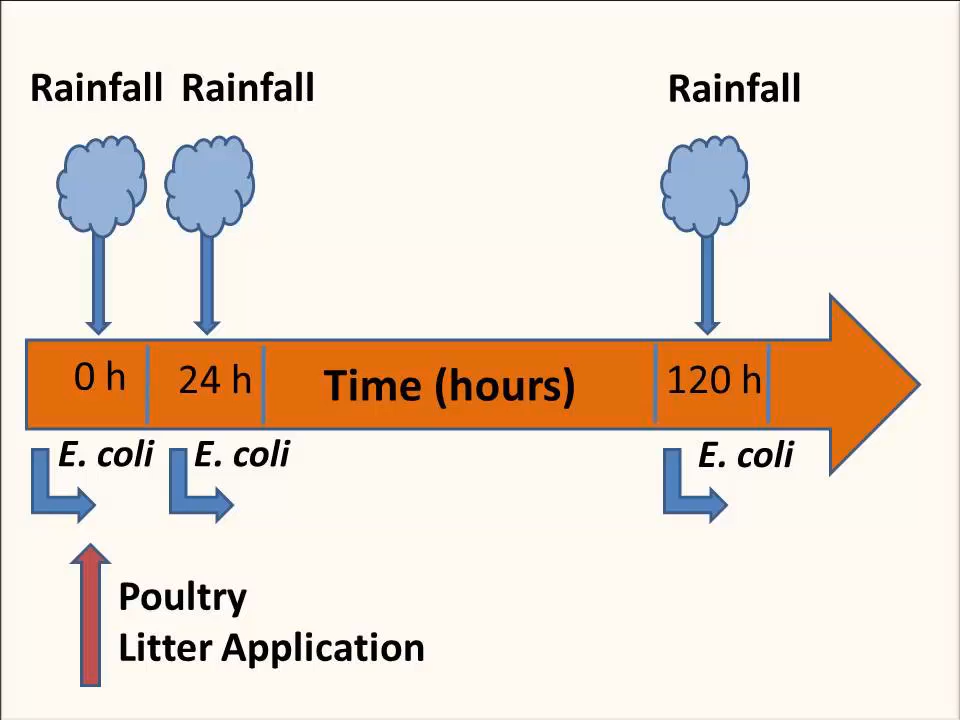 Rainfall Rainfall Rainfall
0 h 24 h Time (hours) 120 h
E. coli E. coli E. coli
Poultry
Litter Application